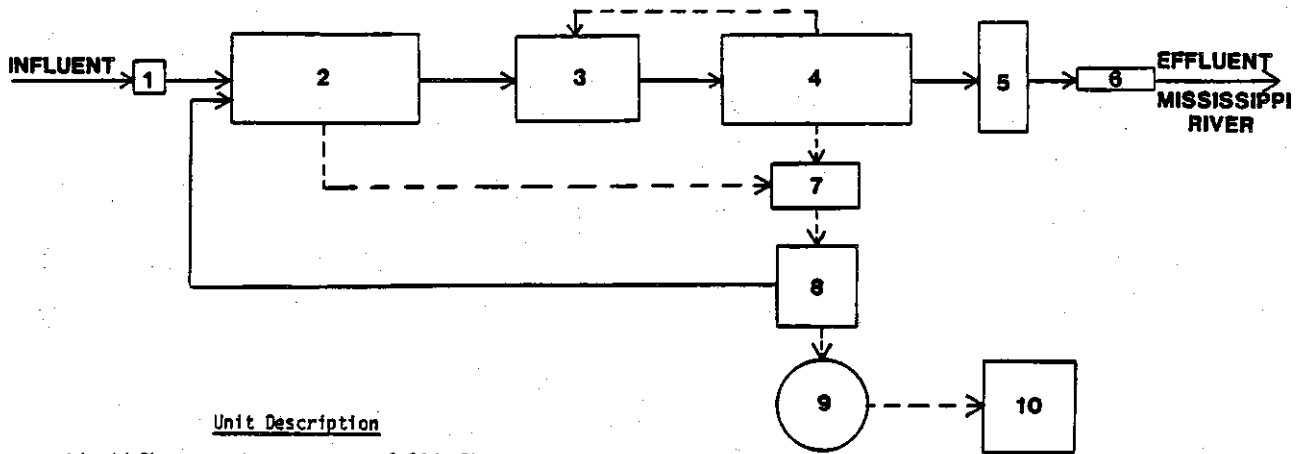 INFLUENT
1
2
3
4
5
6
EFFLUENT
MISSISSIPPI
RIVER
7
8
9
10
Unit Description